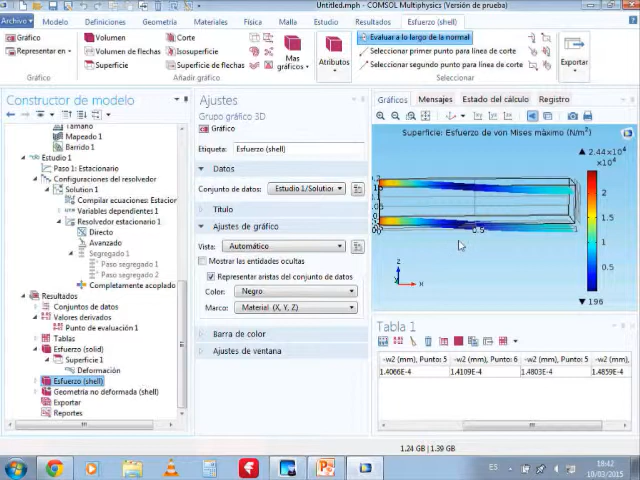 Untitled.mph - COMSOL Multiphysics (Versión de prueba)
Archivo
Modelo
Definiciones
Geometría
Materiales
Física
Malla
Estudio
Resultados
Esfuerzo (shell)
Gráfico
Representar en
Gráfico
Volumen
Volumen de flechas
Superficie
Corte
Isosuperficie
Superficie de flechas
Mas
gráficos
Añadir gráfico
Atributos
Evaluar a lo largo de la normal
Seleccionar primer punto para línea de corte
Seleccionar segundo punto para línea de corte
Seleccionar
Exportar
Constructor de modelo
Tamaño
Mapeado 1
Barrido 1
Estudio 1
Paso 1: Estacionario
Configuraciones del resolvedor
Solution 1
Compilar ecuaciones: Estacion
Variables dependientes 1
Resolvedor estacionario 1
Directo
Avanzado
Segregado 1
Paso segregado 1
Paso segregado 2
Completamente acoplado
Resultados
Conjuntos de datos
Valores derivados
Punto de evaluación 1
Tablas
Esfuerzo (solid)
Superficie 1
Deformación
Esfuerzo (shell)
Geometría no deformada (shell)
Exportar
Reportes
Ajustes
Grupo gráfico 3D
Gráfico
Etiqueta: Esfuerzo (shell)
Datos
Conjunto de datos: Estudio 1/Solution
Título
Ajustes de gráfico
Vista: Automático
Mostrar las entidades ocultas
Representar aristas del conjunto de datos
Color: Negro
Marco: Material (X, Y, Z)
Barra de color
Ajustes de ventana
Gráficos
Mensajes
Estado del cálculo
Registro
Superficie: Esfuerzo de von Mises màximo (N/m²)
▲ 2.44×10⁴
×10⁴
2
1.5
1
0.5
▼ 196
0.5
1
z
y
x
Tabla 1
-w2 (mm), Punto: 5
-w2 (mm), Punto: 6
-w2 (mm), Punto: 5
-w2 (mm), Punto: 6
1.4066E-4
1.4109E-4
1.4803E-4
1.4859E-4
1.24 GB | 1.39 GB
ES
18:42
10/03/2015